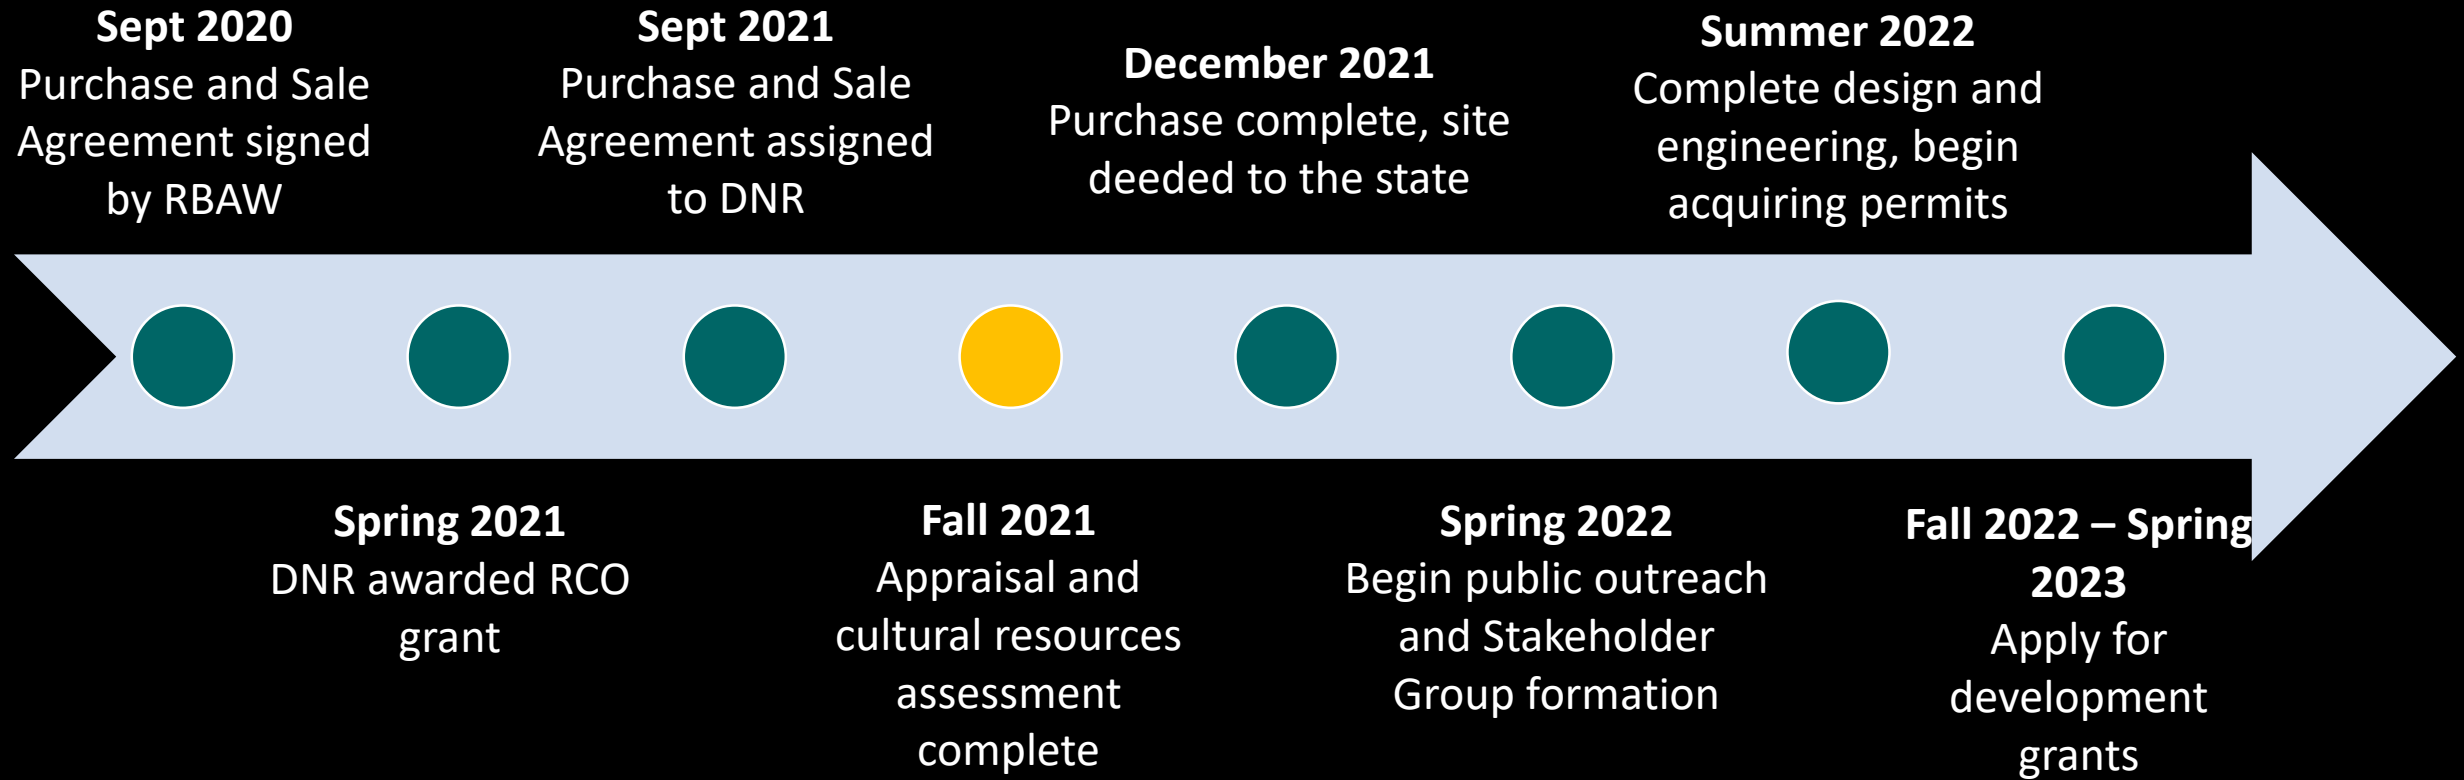 Sept 2020
Purchase and Sale
Agreement signed
by RBAW
Spring 2021
DNR awarded RCO
grant
Sept 2021
Purchase and Sale
Agreement assigned
to DNR
Fall 2021
Appraisal and
cultural resources
assessment
complete
December 2021
Purchase complete, site
deeded to the state
Spring 2022
Begin public outreach
and Stakeholder
Group formation
Summer 2022
Complete design and
engineering, begin
acquiring permits
Fall 2022 – Spring
2023
Apply for
development
grants